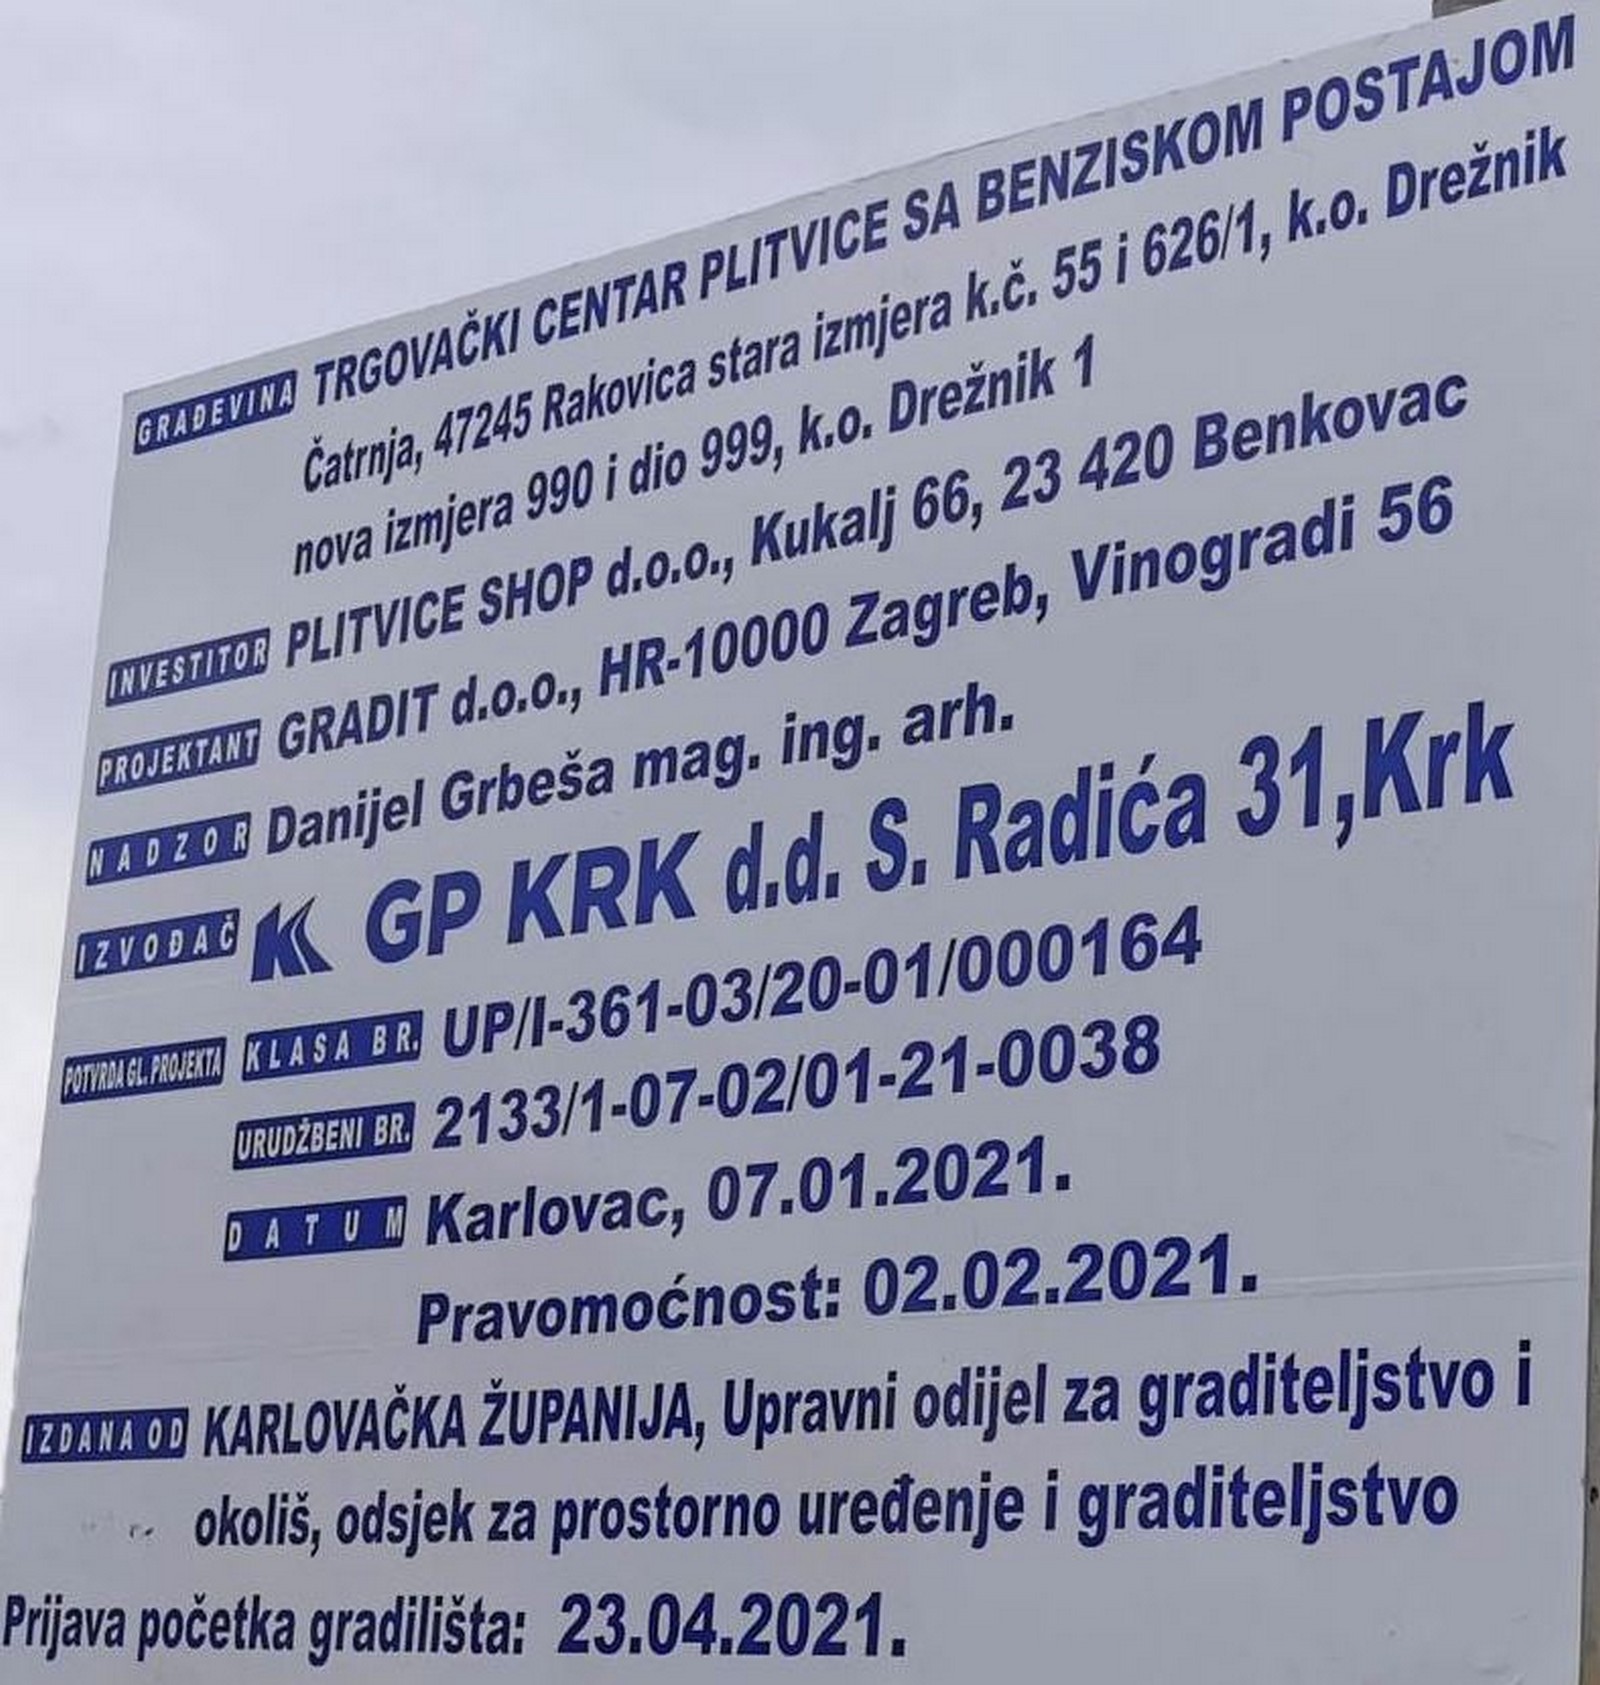 GRAĐEVINA TRGOVAČKI CENTAR PLITVICE SA BENZISKOM POSTAJOM
Čatrnja, 47245 Rakovica stara izmjera k.č. 55 i 626/1, k.o. Drežnik
nova izmjera 990 i dio 999, k.o. Drežnik 1
INVESTITOR PLITVICE SHOP d.o.o., Kukalj 66, 23 420 Benkovac
PROJEKTANT GRADIT d.o.o., HR-10000 Zagreb, Vinogradi 56
NADZOR Danijel Grbeša mag. ing. arh.
IZVOĐAČ GP KRK d.d. S. Radića 31,Krk
POTVRDA GL. PROJEKTA KLASA BR. UP/I-361-03/20-01/000164
URUDŽBENI BR. 2133/1-07-02/01-21-0038
DATUM Karlovac, 07.01.2021.
Pravomoćnost: 02.02.2021.
IZDANA OD KARLOVAČKA ŽUPANIJA, Upravni odijel za graditeljstvo i
okoliš, odsjek za prostorno uređenje i graditeljstvo
Prijava početka gradilišta: 23.04.2021.